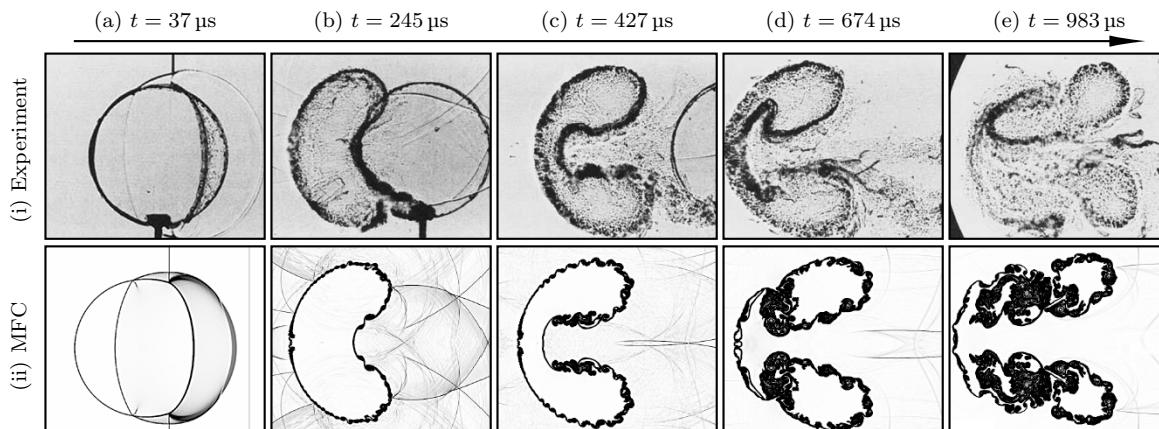 (a) t = 37 µs
(b) t = 245 µs
(c) t = 427 µs
(d) t = 674 µs
(e) t = 983 µs
(i) Experiment
(ii) MFC